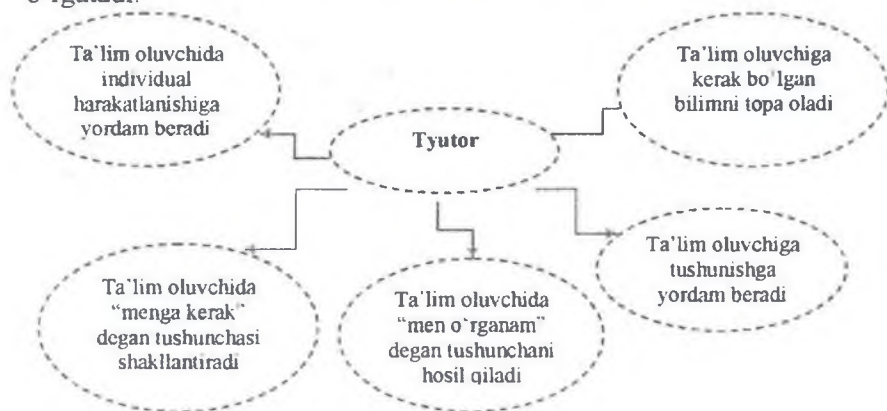 Ta`lim oluvchida
individual
harakatlanishiga
yordam beradi
Ta`lim oluvchiga
kerak bo`lgan
bilimni topa oladi
Tyutor
Ta`lim oluvchiga
tushunishga
yordam beradi
Ta`lim oluvchida
“menga kerak”
degan tushunchasi
shakllantiradi
Ta`lim oluvchida
“men o`rganam”
degan tushunchani
hosil qiladi